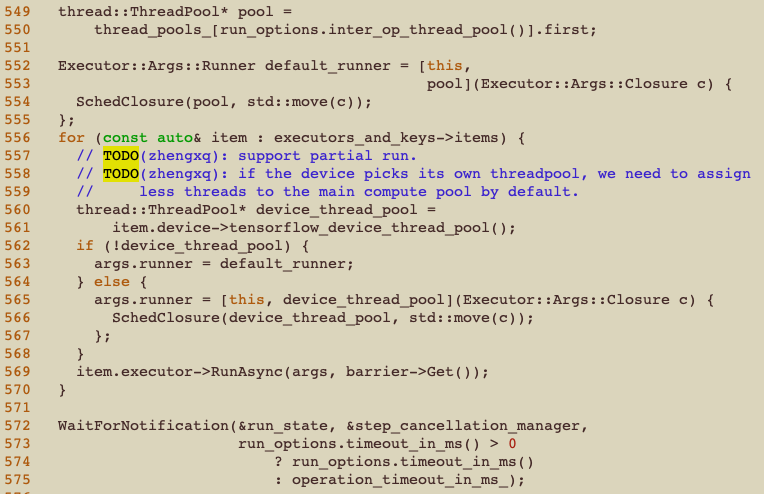 549 thread::ThreadPool* pool =
550 thread_pools_[run_options.inter_op_thread_pool()].first;
551
552 Executor::Args::Runner default_runner = [this,
553 pool](Executor::Args::Closure c) {
554 SchedClosure(pool, std::move(c));
555 };
556 for (const auto& item : executors_and_keys->items) {
557 // TODO(zhengxq): support partial run.
558 // TODO(zhengxq): if the device picks its own threadpool, we need to assign
559 // less threads to the main compute pool by default.
560 thread::ThreadPool* device_thread_pool =
561 item.device->tensorflow_device_thread_pool();
562 if (!device_thread_pool) {
563 args.runner = default_runner;
564 } else {
565 args.runner = [this, device_thread_pool](Executor::Args::Closure c) {
566 SchedClosure(device_thread_pool, std::move(c));
567 };
568 }
569 item.executor->RunAsync(args, barrier->Get());
570 }
571
572 WaitForNotification(&run_state, &step_cancellation_manager,
573 run_options.timeout_in_ms() > 0
574 ? run_options.timeout_in_ms()
575 : operation_timeout_in_ms_);